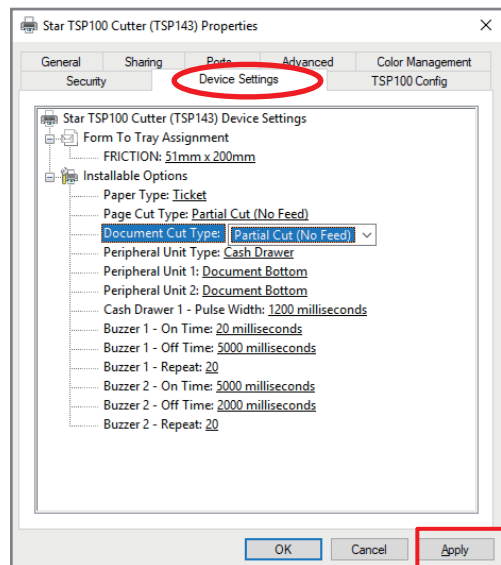 Star TSP100 Cutter (TSP143) Properties
General Sharing Ports Advanced Color Management
Security Device Settings TSP100 Config
Star TSP100 Cutter (TSP143) Device Settings
Form To Tray Assignment
FRICTION: 51mm x 200mm
Installable Options
Paper Type: Ticket
Page Cut Type: Partial Cut (No Feed)
Document Cut Type: Partial Cut (No Feed)
Peripheral Unit Type: Cash Drawer
Peripheral Unit 1: Document Bottom
Peripheral Unit 2: Document Bottom
Cash Drawer 1 - Pulse Width: 1200 milliseconds
Buzzer 1 - On Time: 20 milliseconds
Buzzer 1 - Off Time: 5000 milliseconds
Buzzer 1 - Repeat: 20
Buzzer 2 - On Time: 5000 milliseconds
Buzzer 2 - Off Time: 2000 milliseconds
Buzzer 2 - Repeat: 20
OK Cancel Apply